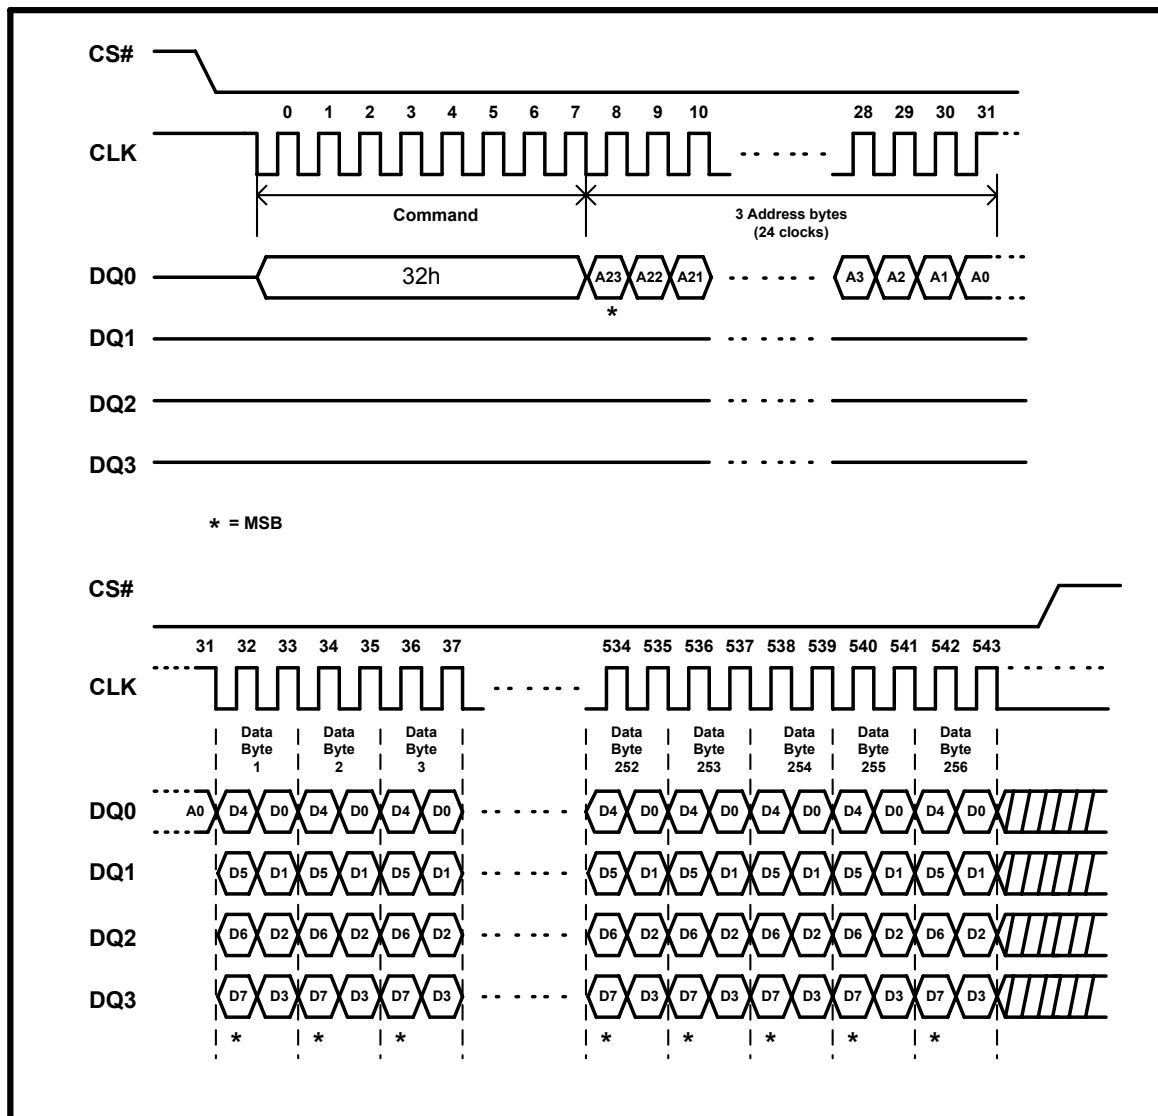 CS#
0 1 2 3 4 5 6 7 8 9 10 28 29 30 31
CLK
Command
3 Address bytes
(24 clocks)
DQ0 32h A23 A22 A21 A3 A2 A1 A0
*
DQ1
DQ2
DQ3
* = MSB
CS#
31 32 33 34 35 36 37 534 535 536 537 538 539 540 541 542 543
CLK
Data Data Data Data Data Data Data Data
Byte Byte Byte Byte Byte Byte Byte Byte
1 2 3 252 253 254 255 256
DQ0 A0 D4 D0 D4 D0 D4 D0 D4 D0 D4 D0 D4 D0 D4 D0 D4 D0
DQ1 D5 D1 D5 D1 D5 D1 D5 D1 D5 D1 D5 D1 D5 D1 D5 D1
DQ2 D6 D2 D6 D2 D6 D2 D6 D2 D6 D2 D6 D2 D6 D2 D6 D2
DQ3 D7 D3 D7 D3 D7 D3 D7 D3 D7 D3 D7 D3 D7 D3 D7 D3
* * * * * * * *